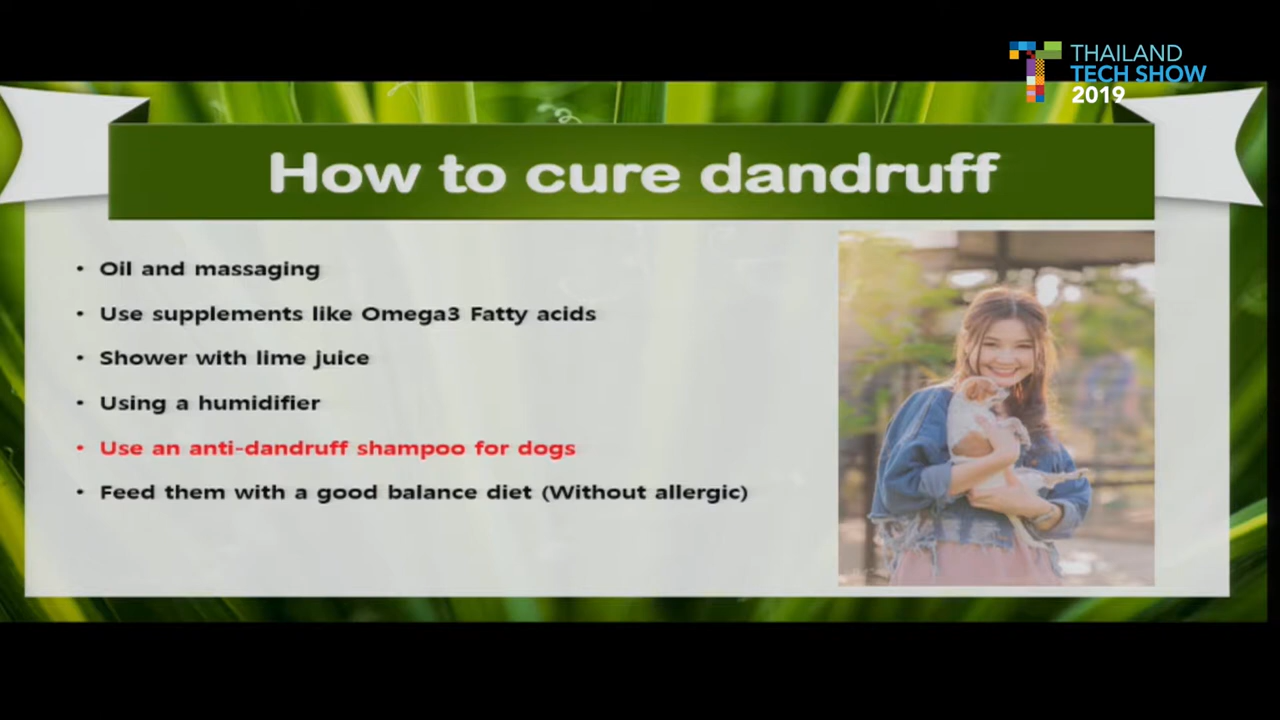 THAILAND
TECH SHOW
2019
How to cure dandruff
• Oil and massaging
• Use supplements like Omega3 Fatty acids
• Shower with lime juice
• Using a humidifier
• Use an anti-dandruff shampoo for dogs
• Feed them with a good balance diet (Without allergic)